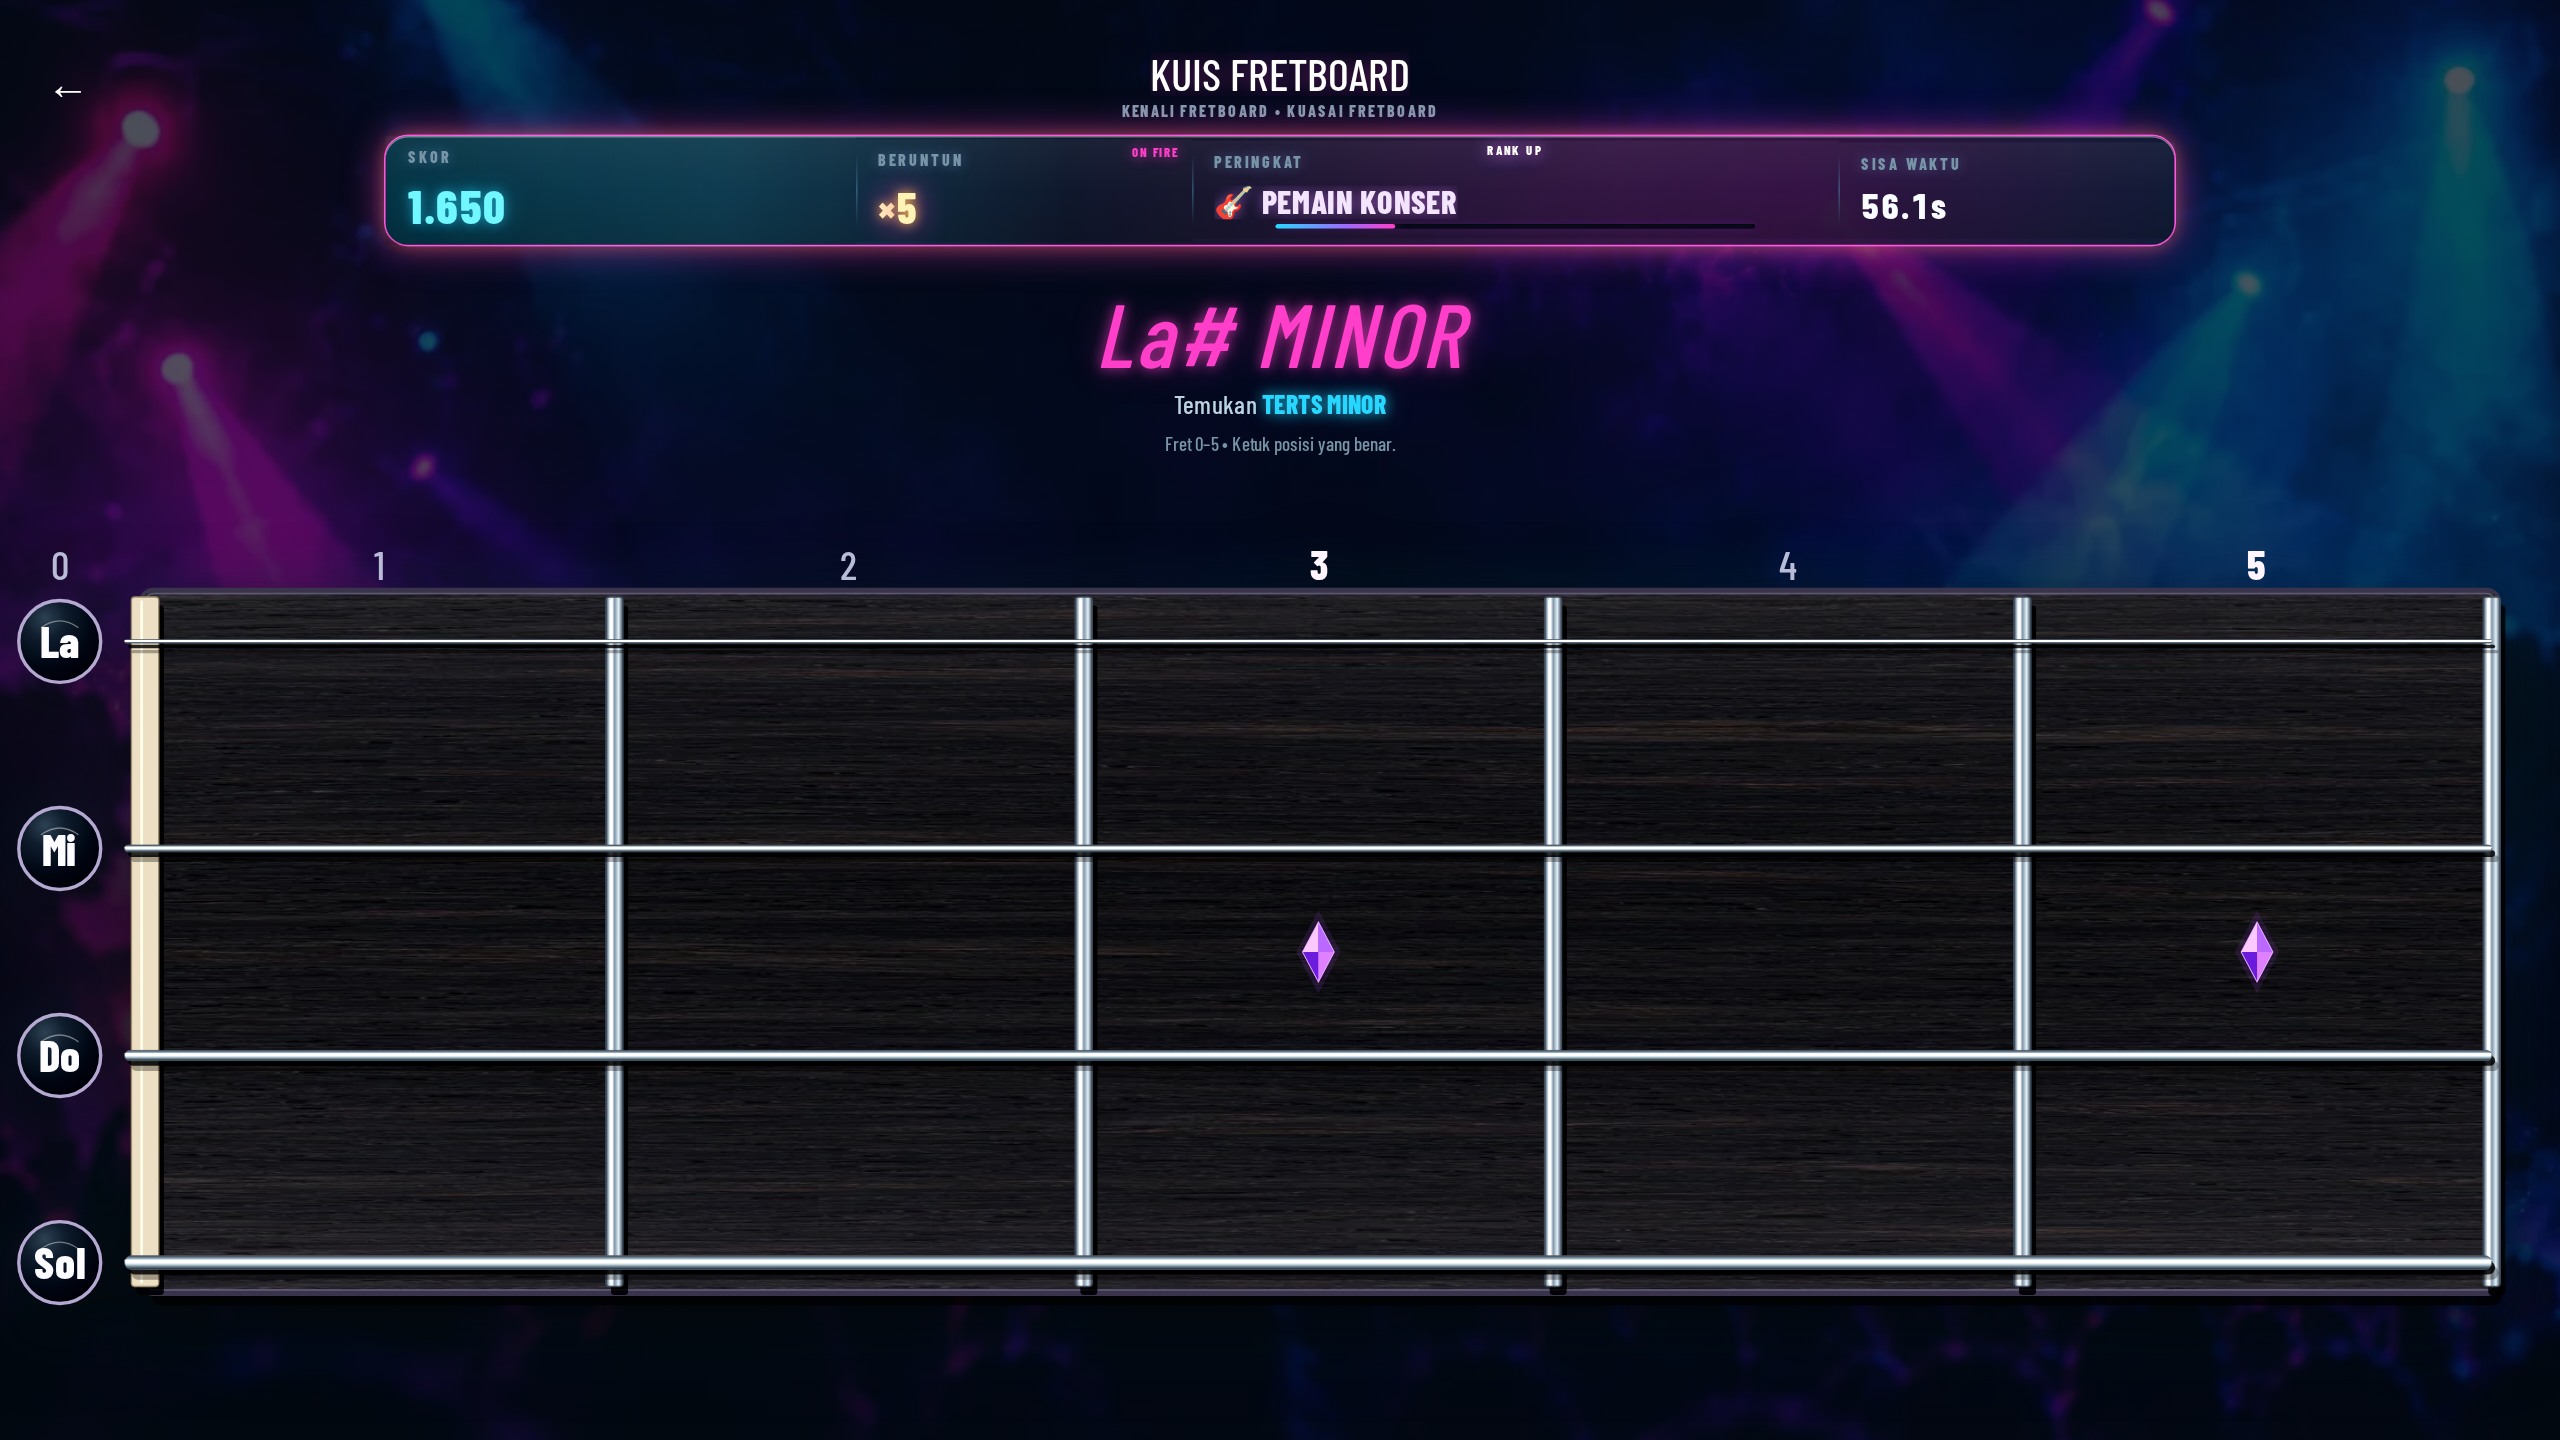 ←
KUIS FRETBOARD
KENALI FRETBOARD • KUASAI FRETBOARD
SKOR
1.650
BERUNTUN
ON FIRE
×5
PERINGKAT
RANK UP
🎸 PEMAIN KONSER
SISA WAKTU
56.1s
La# MINOR
Temukan TERTS MINOR
Fret 0–5 • Ketuk posisi yang benar.
0 1 2 3 4 5
La
Mi
Do
Sol